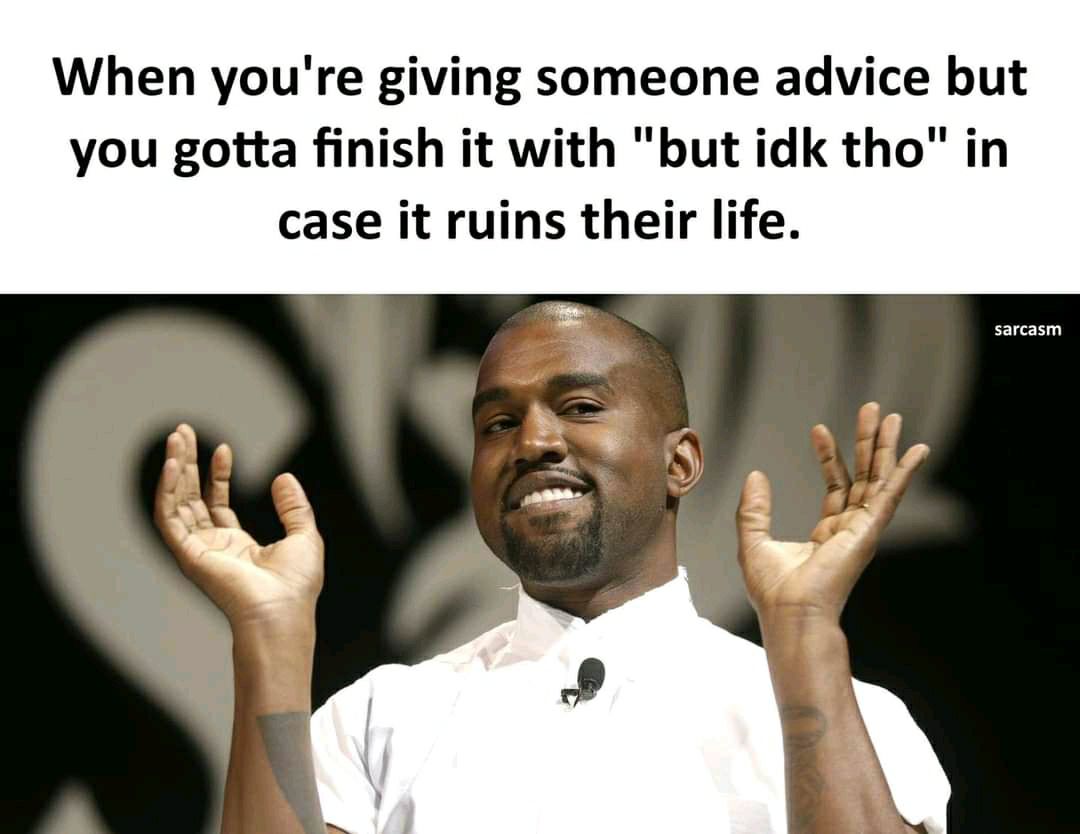 When you're giving someone advice but
you gotta finish it with "but idk tho" in
case it ruins their life.
sarcasm